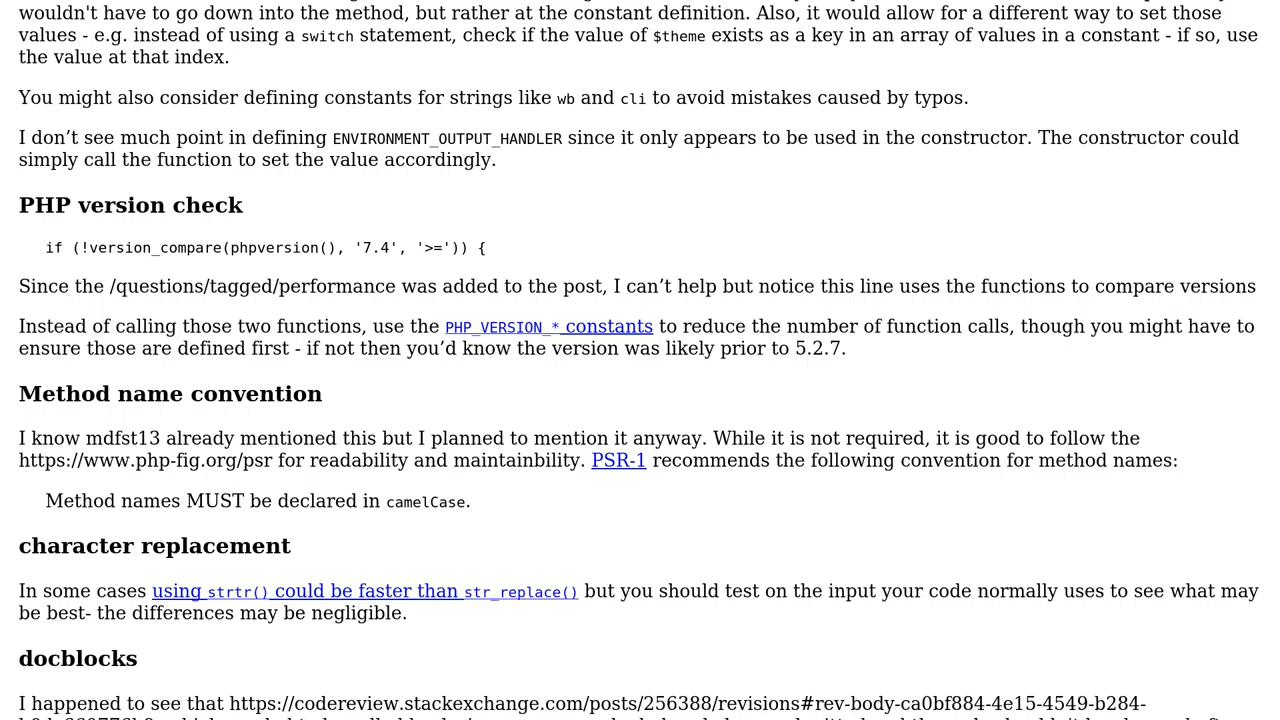 wouldn't have to go down into the method, but rather at the constant definition. Also, it would allow for a different way to set those
values - e.g. instead of using a switch statement, check if the value of $theme exists as a key in an array of values in a constant - if so, use
the value at that index.
You might also consider defining constants for strings like wb and cli to avoid mistakes caused by typos.
I don’t see much point in defining ENVIRONMENT_OUTPUT_HANDLER since it only appears to be used in the constructor. The constructor could
simply call the function to set the value accordingly.
PHP version check
if (!version_compare(phpversion(), '7.4', '>=')) {
Since the /questions/tagged/performance was added to the post, I can’t help but notice this line uses the functions to compare versions
Instead of calling those two functions, use the PHP_VERSION_* constants to reduce the number of function calls, though you might have to
ensure those are defined first - if not then you’d know the version was likely prior to 5.2.7.
Method name convention
I know mdfst13 already mentioned this but I planned to mention it anyway. While it is not required, it is good to follow the
https://www.php-fig.org/psr for readability and maintainbility. PSR-1 recommends the following convention for method names:
Method names MUST be declared in camelCase.
character replacement
In some cases using strtr() could be faster than str_replace() but you should test on the input your code normally uses to see what may
be best- the differences may be negligible.
docblocks
I happened to see that https://codereview.stackexchange.com/posts/256388/revisions#rev-body-ca0bf884-4e15-4549-b284-